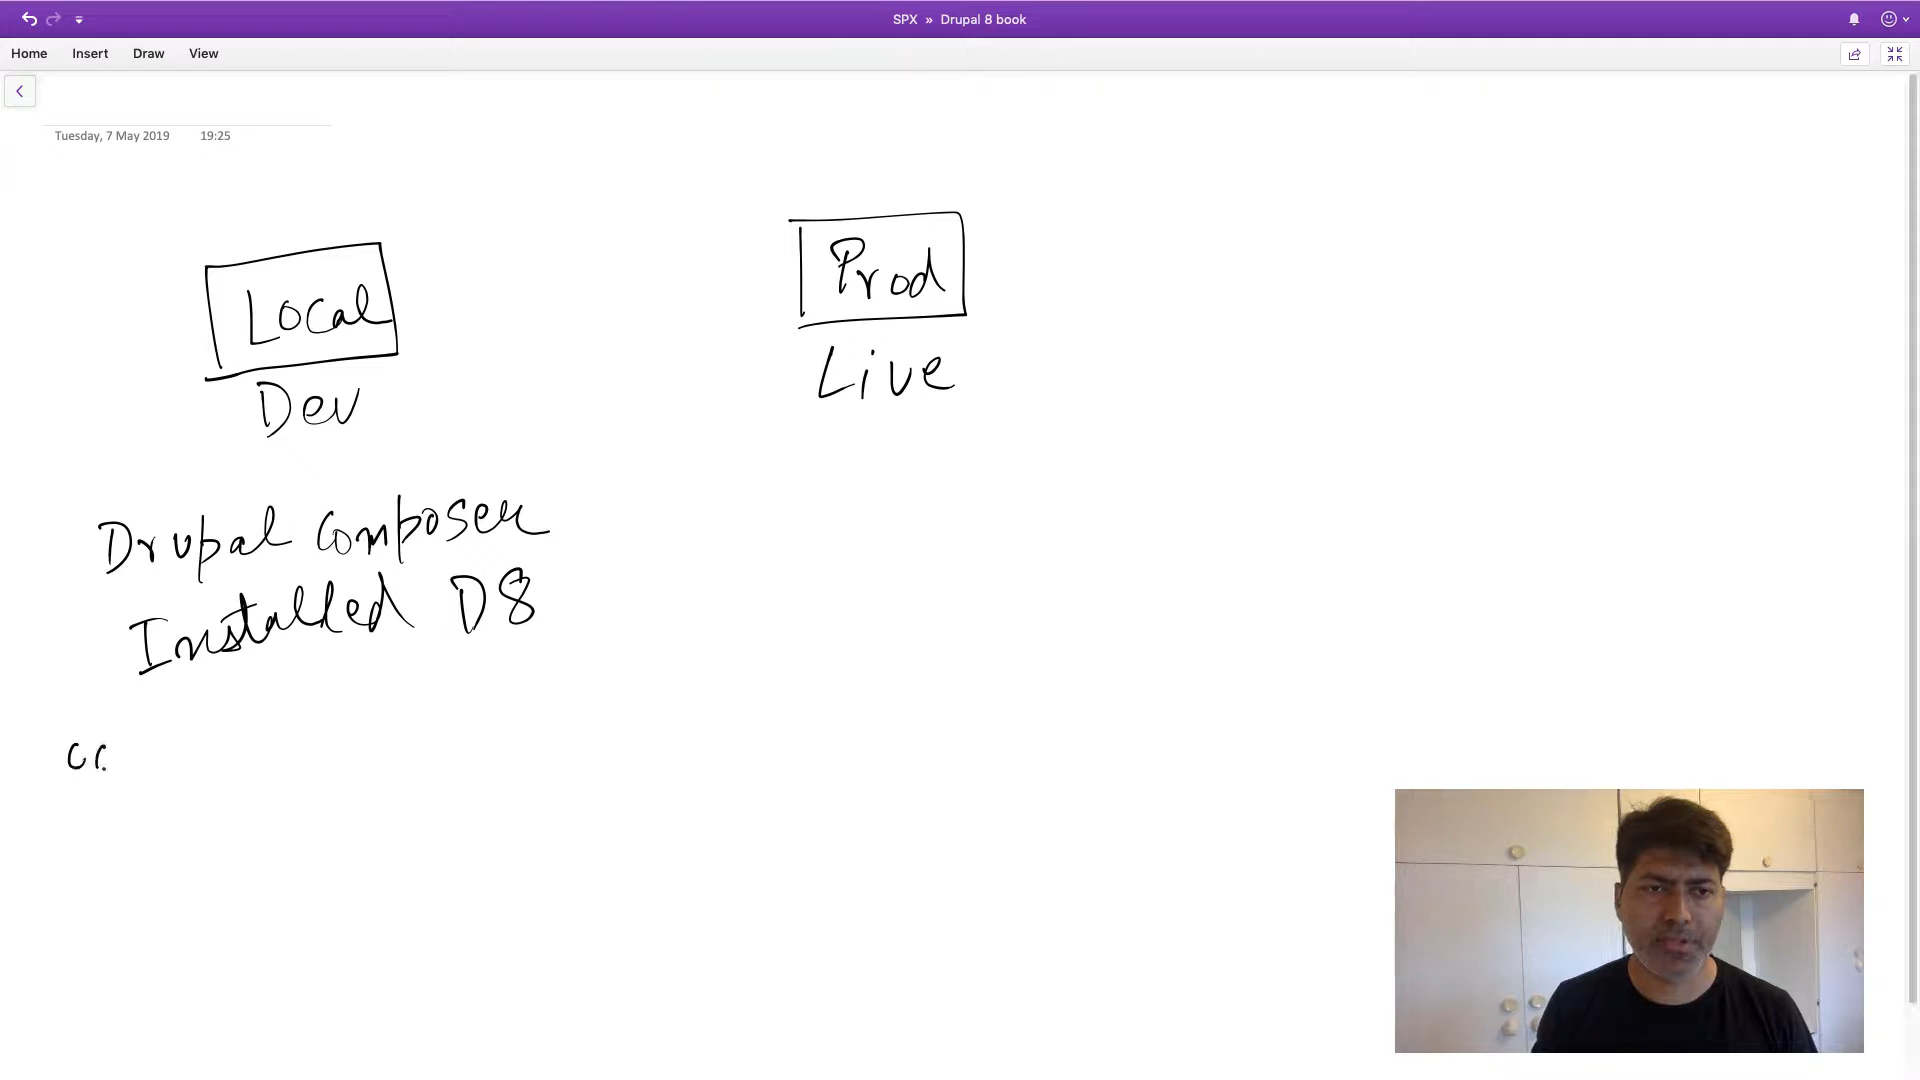 SPX » Drupal 8 book
Home Insert Draw View
Tuesday, 7 May 2019 19:25
Local
Dev
Prod
Live
Drupal Composer
Installed D8